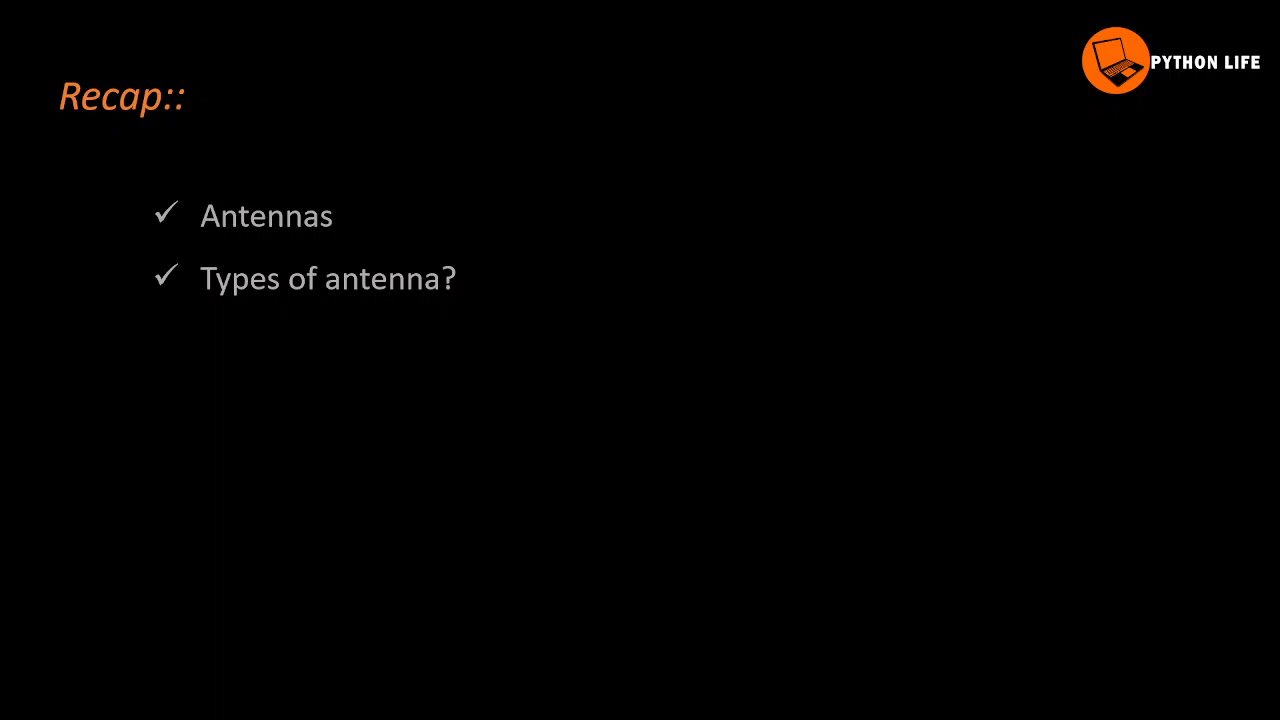 PYTHON LIFE
Recap::
✓ Antennas
✓ Types of antenna?